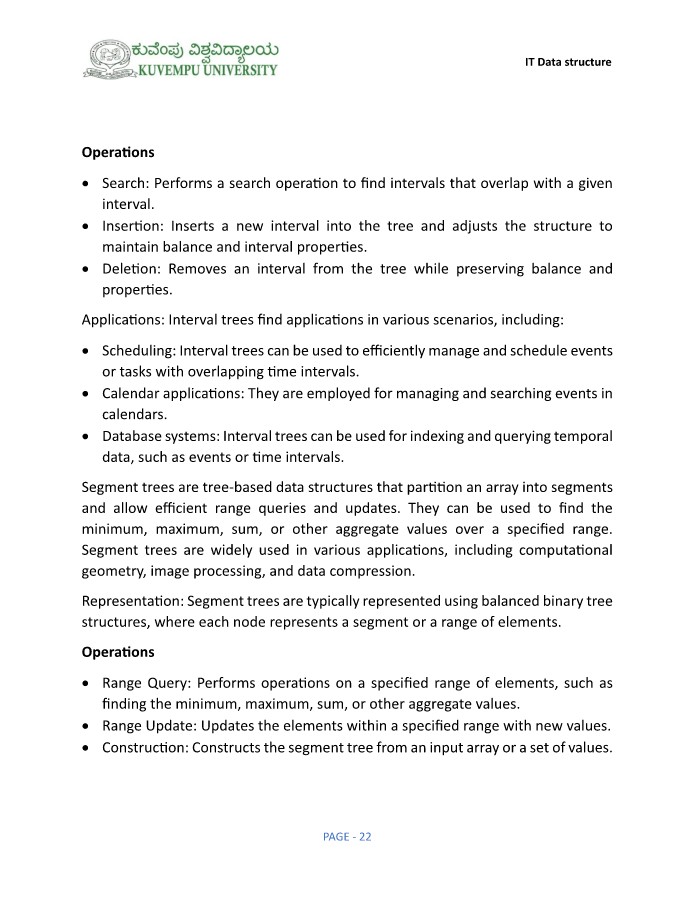 ಕುವೆಂಪು ವಿಶ್ವವಿದ್ಯಾಲಯ
KUVEMPU UNIVERSITY
IT Data structure
Operations
• Search: Performs a search operation to find intervals that overlap with a given
interval.
• Insertion: Inserts a new interval into the tree and adjusts the structure to
maintain balance and interval properties.
• Deletion: Removes an interval from the tree while preserving balance and
properties.
Applications: Interval trees find applications in various scenarios, including:
• Scheduling: Interval trees can be used to efficiently manage and schedule events
or tasks with overlapping time intervals.
• Calendar applications: They are employed for managing and searching events in
calendars.
• Database systems: Interval trees can be used for indexing and querying temporal
data, such as events or time intervals.
Segment trees are tree-based data structures that partition an array into segments
and allow efficient range queries and updates. They can be used to find the
minimum, maximum, sum, or other aggregate values over a specified range.
Segment trees are widely used in various applications, including computational
geometry, image processing, and data compression.
Representation: Segment trees are typically represented using balanced binary tree
structures, where each node represents a segment or a range of elements.
Operations
• Range Query: Performs operations on a specified range of elements, such as
finding the minimum, maximum, sum, or other aggregate values.
• Range Update: Updates the elements within a specified range with new values.
• Construction: Constructs the segment tree from an input array or a set of values.
PAGE - 22